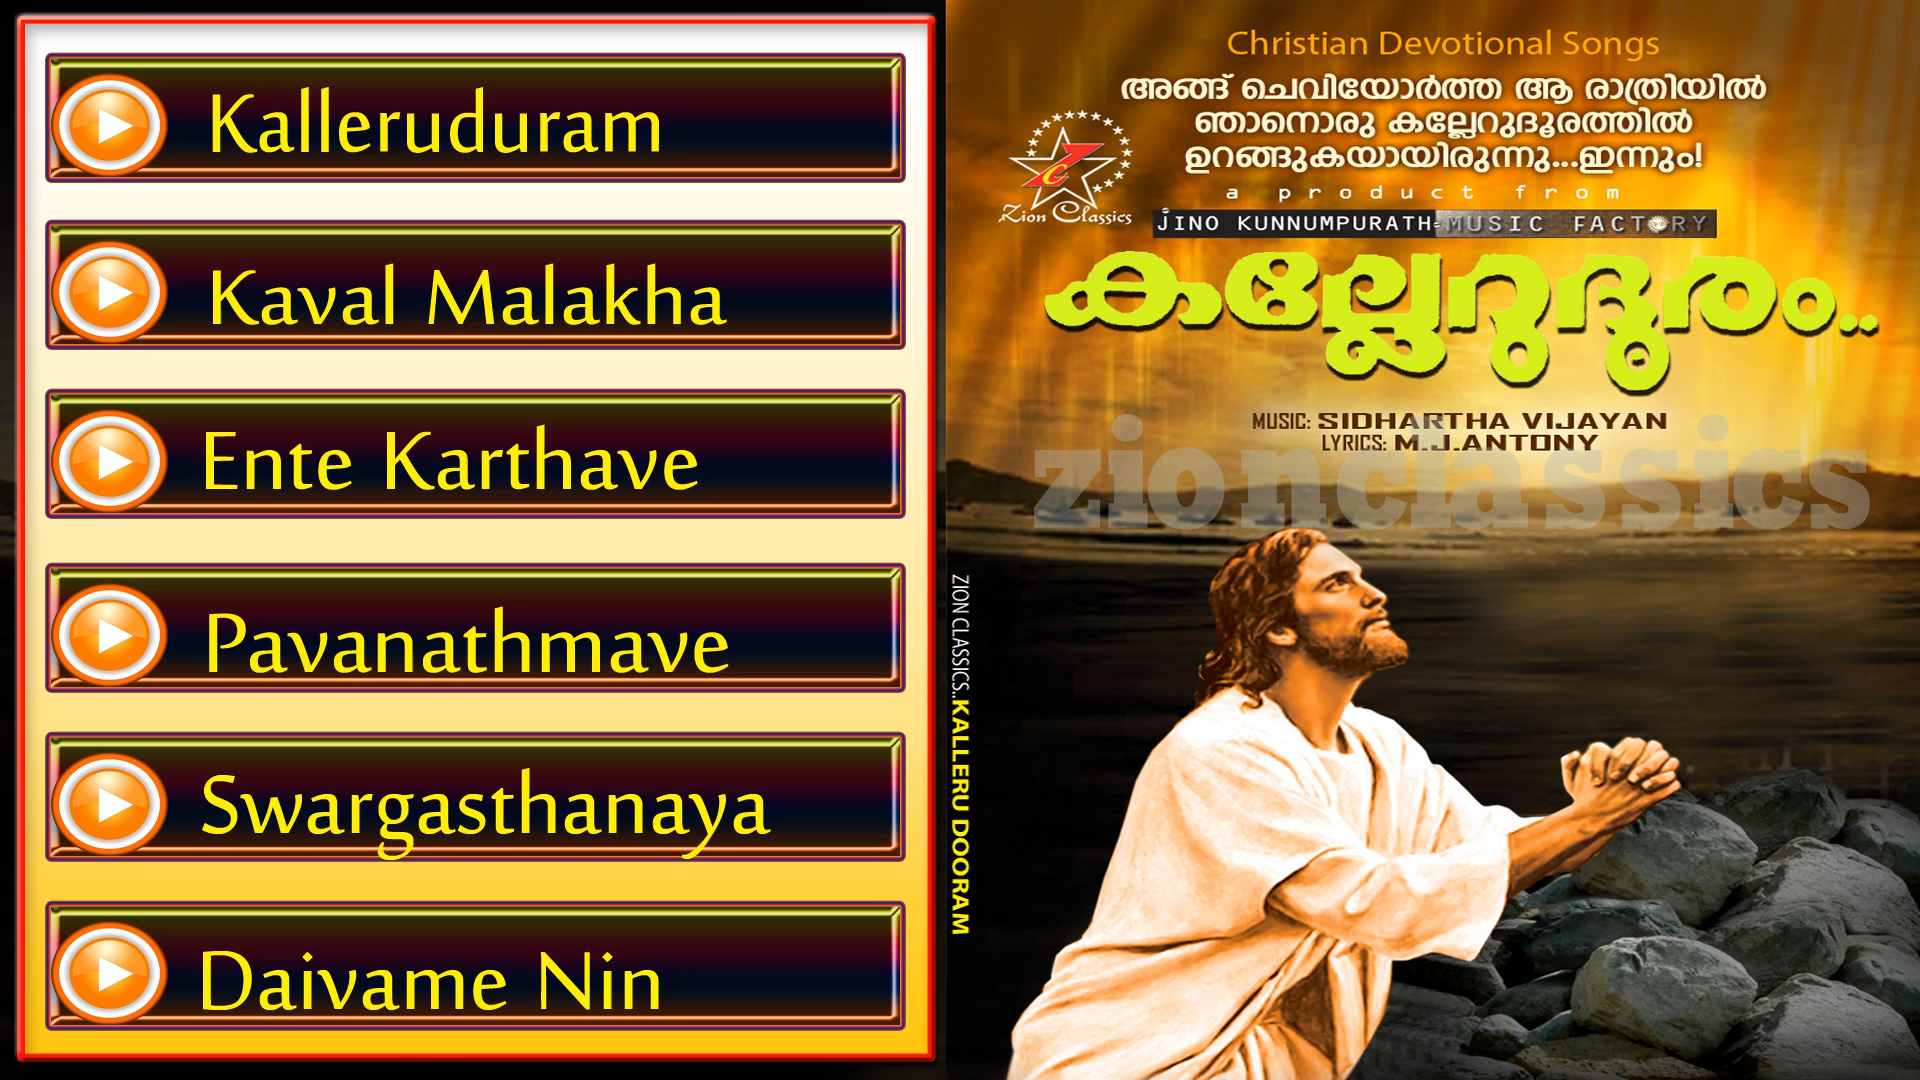 Kalleruduram
Kaval Malakha
Ente Karthave
Pavanathmave
Swargasthanaya
Daivame Nin
Christian Devotional Songs
അങ്ങ് ചെവിയോർത്ത ആ രാത്രിയിൽ
ഞാനൊരു കല്ലേറുദൂരത്തിൽ
ഉറങ്ങുകയായിരുന്നു...ഇന്നും!
Zion Classics
a product from
JINO KUNNUMPURATH MUSIC FACTORY
കല്ലേറുദൂരം..
MUSIC: SIDHARTHA VIJAYAN
LYRICS: M.J.ANTONY
zionclassics
ZION CLASSICS..KALLERU DOORAM